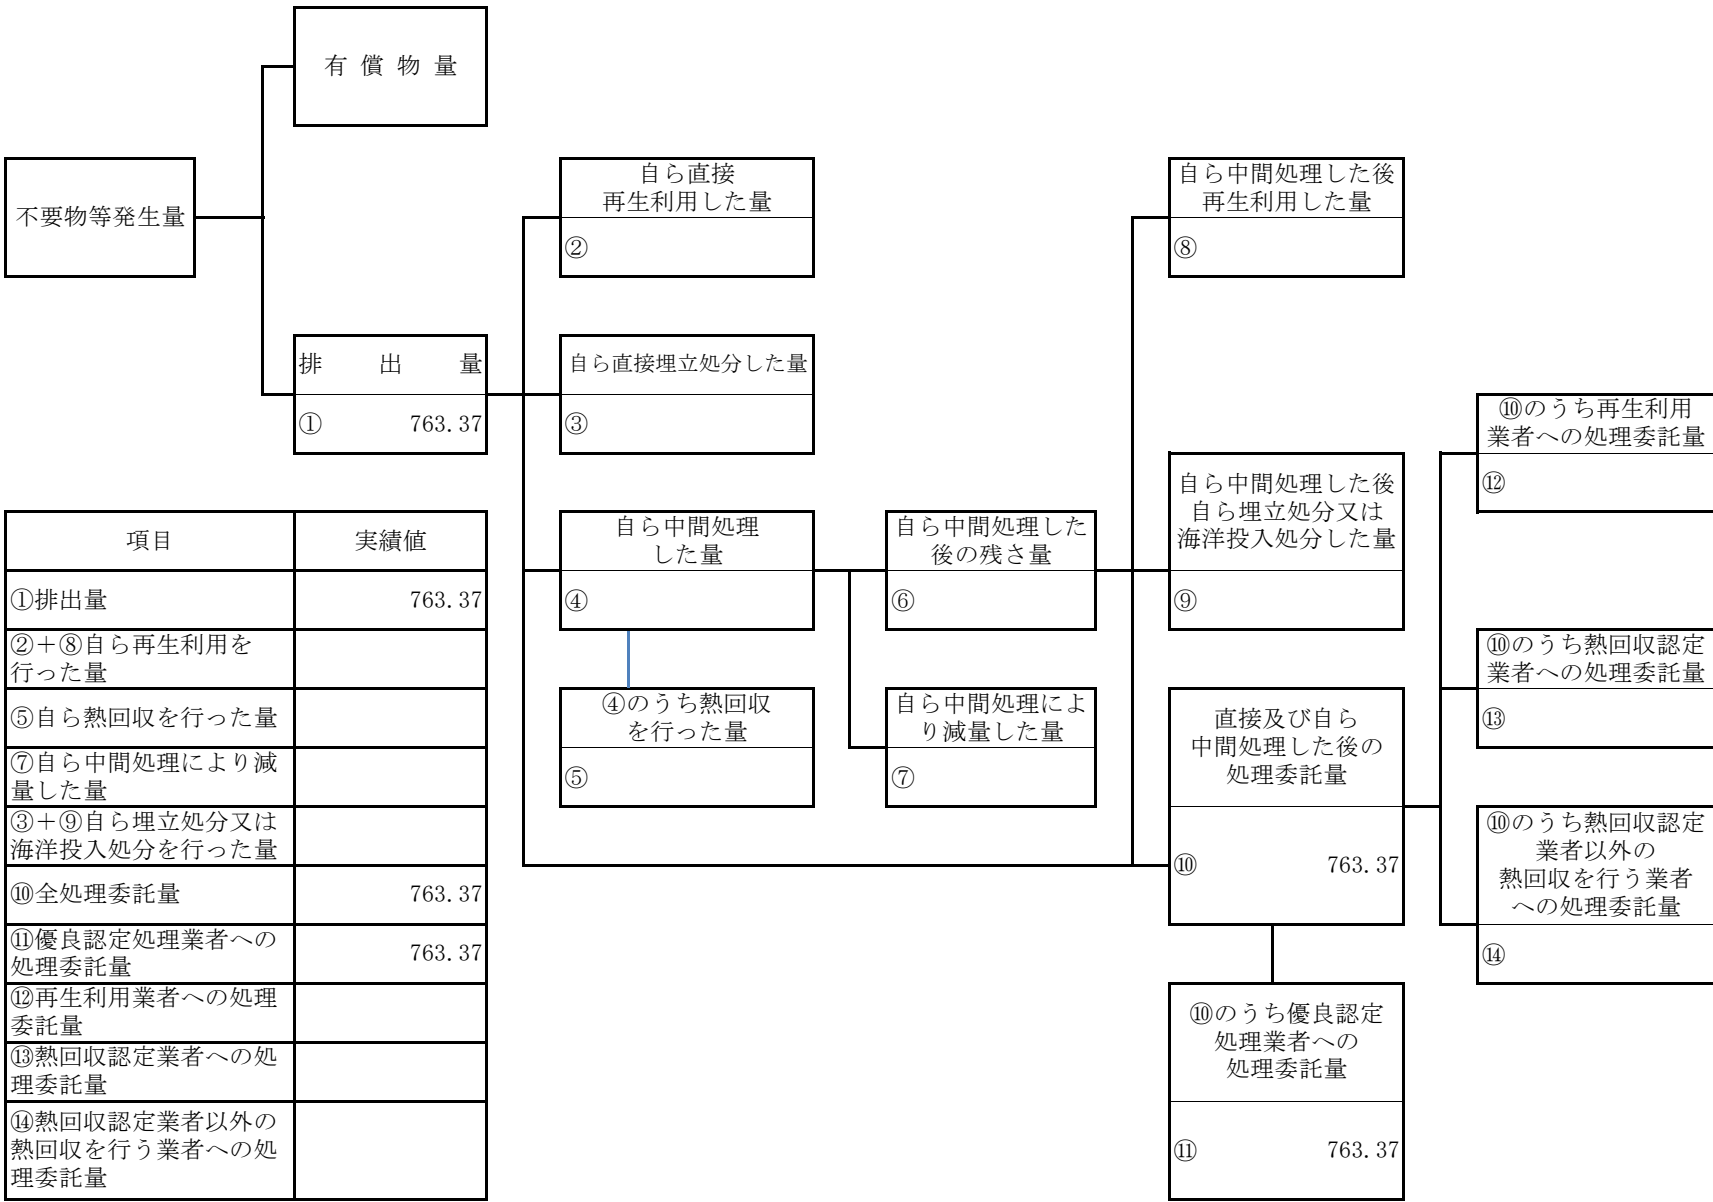 有償物量
不要物等発生量
自ら直接
再生利用した量
②
自ら中間処理した後
再生利用した量
⑧
排出量
① 763.37
自ら直接埋立処分した量
③
⑩のうち再生利用
業者への処理委託量
⑫
自ら中間処理した後
自ら埋立処分又は
海洋投入処分した量
⑨
自ら中間処理
した量
④
自ら中間処理した
後の残さ量
⑥
⑩のうち熱回収認定
業者への処理委託量
⑬
④のうち熱回収
を行った量
⑤
自ら中間処理によ
り減量した量
⑦
直接及び自ら
中間処理した後の
処理委託量
⑩ 763.37
⑩のうち熱回収認定
業者以外の
熱回収を行う業者
への処理委託量
⑭
⑩のうち優良認定
処理業者への
処理委託量
⑪ 763.37
項目 実績値
①排出量 763.37
②+⑧自ら再生利用を
行った量
⑤自ら熱回収を行った量
⑦自ら中間処理により減
量した量
③+⑨自ら埋立処分又は
海洋投入処分を行った量
⑩全処理委託量 763.37
⑪優良認定処理業者への
処理委託量 763.37
⑫再生利用業者への処理
委託量
⑬熱回収認定業者への処
理委託量
⑭熱回収認定業者以外の
熱回収を行う業者への処
理委託量